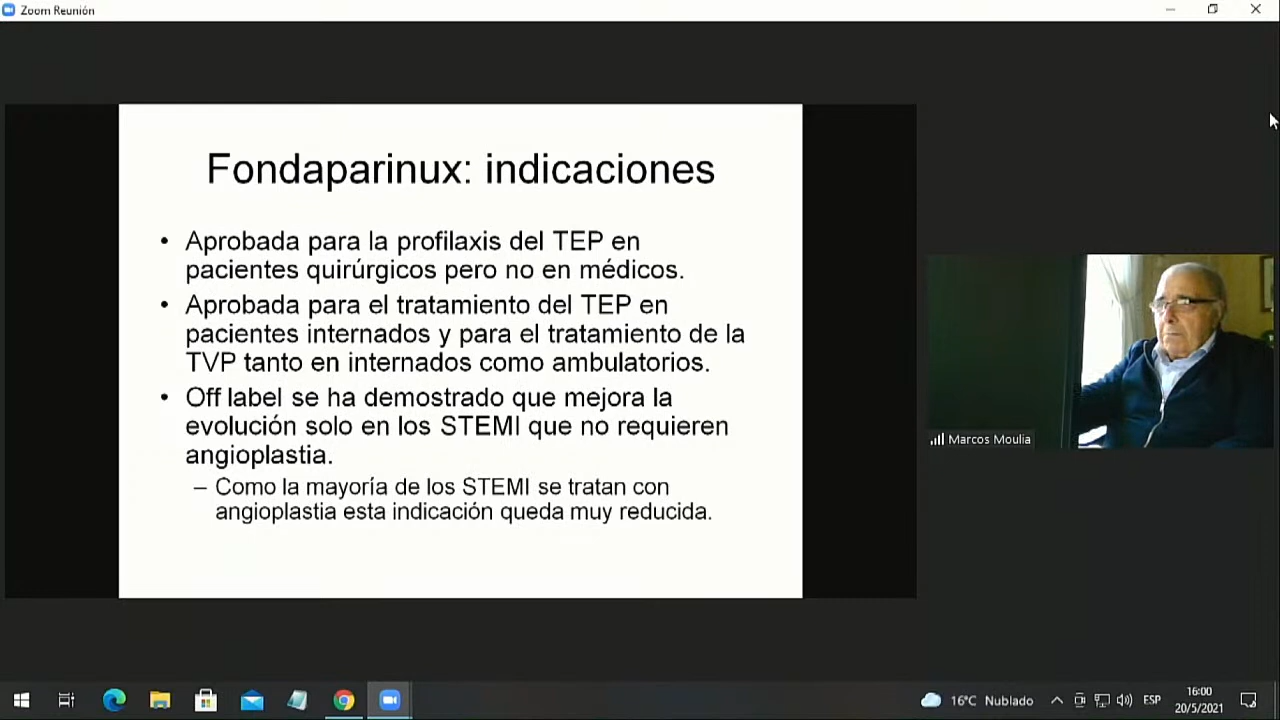 Zoom Reunión
Fondaparinux: indicaciones
• Aprobada para la profilaxis del TEP en
pacientes quirúrgicos pero no en médicos.
• Aprobada para el tratamiento del TEP en
pacientes internados y para el tratamiento de la
TVP tanto en internados como ambulatorios.
• Off label se ha demostrado que mejora la
evolución solo en los STEMI que no requieren
angioplastia.
– Como la mayoría de los STEMI se tratan con
angioplastia esta indicación queda muy reducida.
Marcos Moulia
16°C Nublado
ESP
16:00
20/5/2021